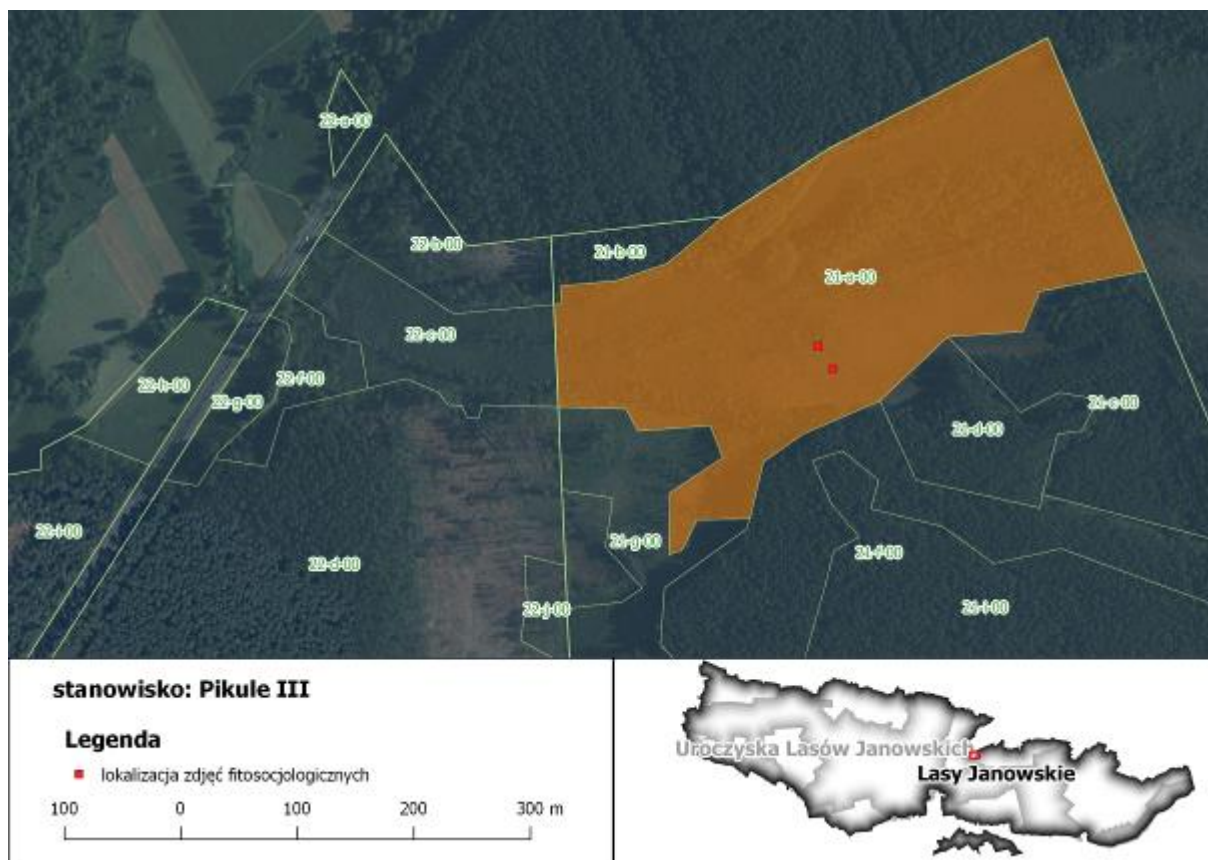 22-a-00
22-b-00
21-b-00
21-a-00
22-c-00
22-h-00
22-f-00
22-g-00
21-c-00
21-d-00
22-i-00
22-d-00
21-g-00
21-f-00
22-j-00
21-i-00
stanowisko: Pikule III
Legenda
lokalizacja zdjęć fitosocjologicznych
100 0 100 200 300 m
Uroczyska Lasów Janowskich
Lasy Janowskie